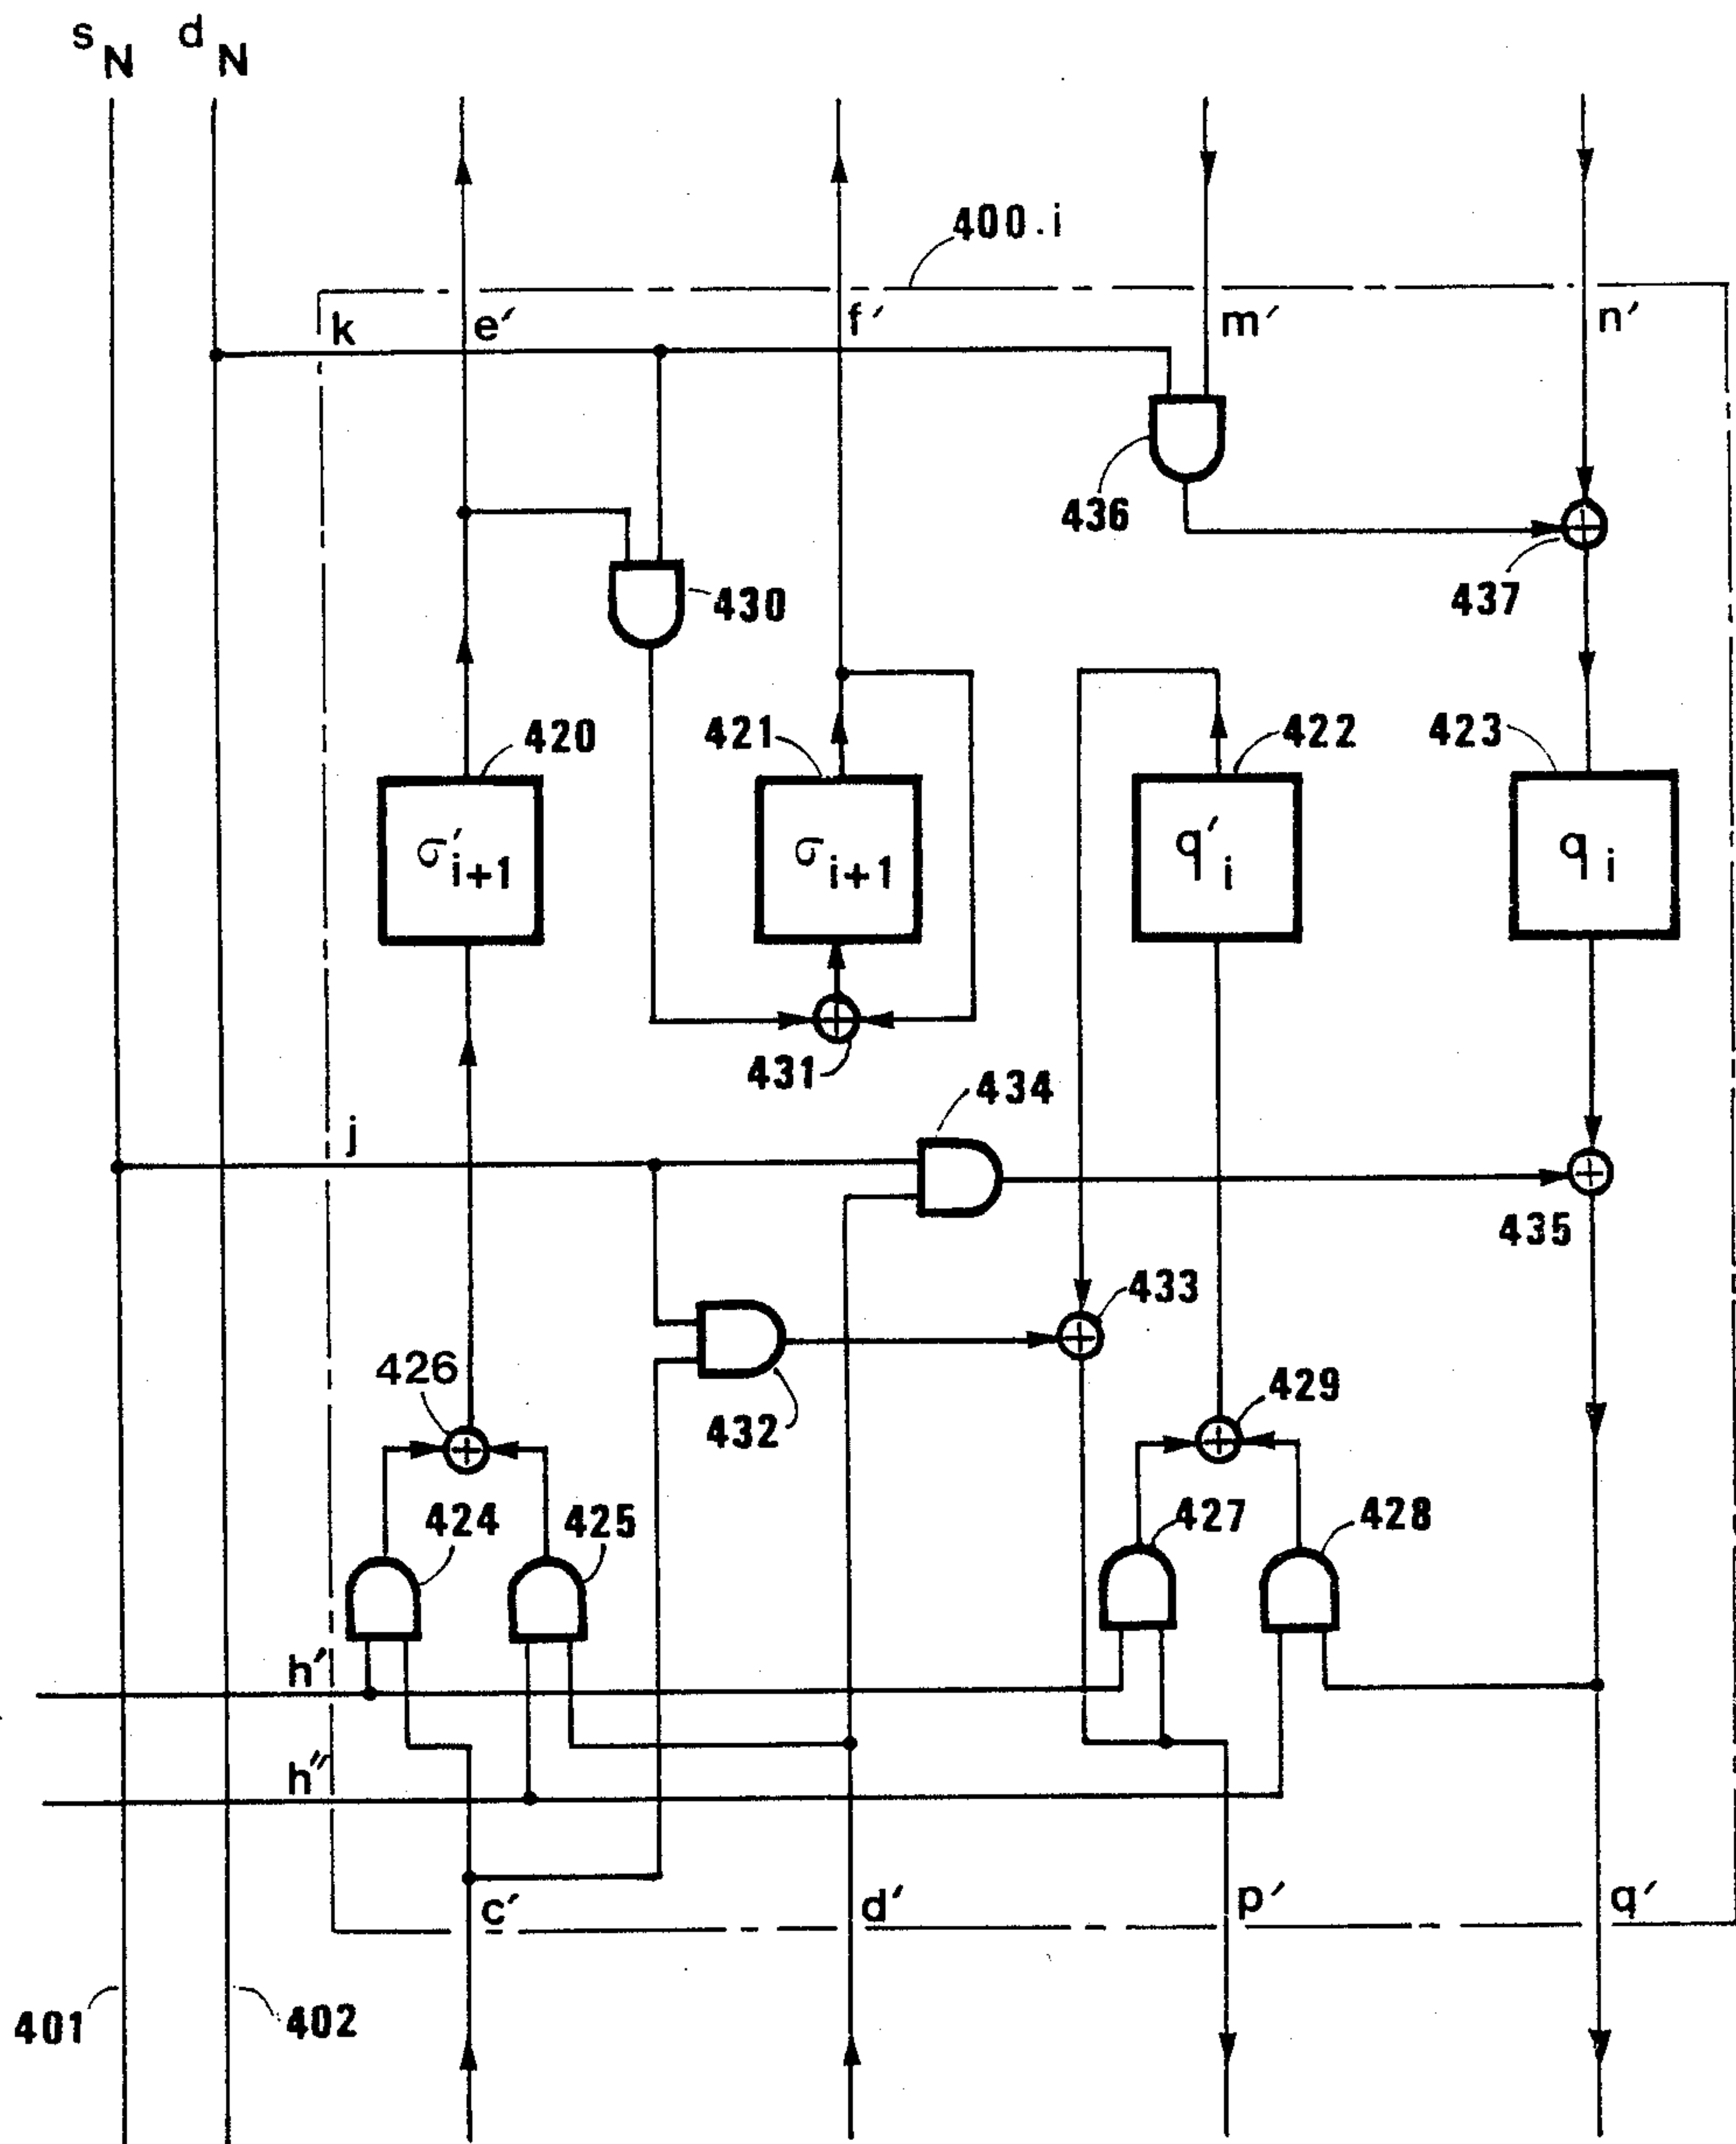 s N d N
400.i
k e′ f′ m′ n′
436
437
430
420 421 422 423
σ′i+1 σi+1 q′i qi
431
434
j
435
433
426
432
429
424 425 427 428
h′
h″
c′ d′ p′ q′
401 402